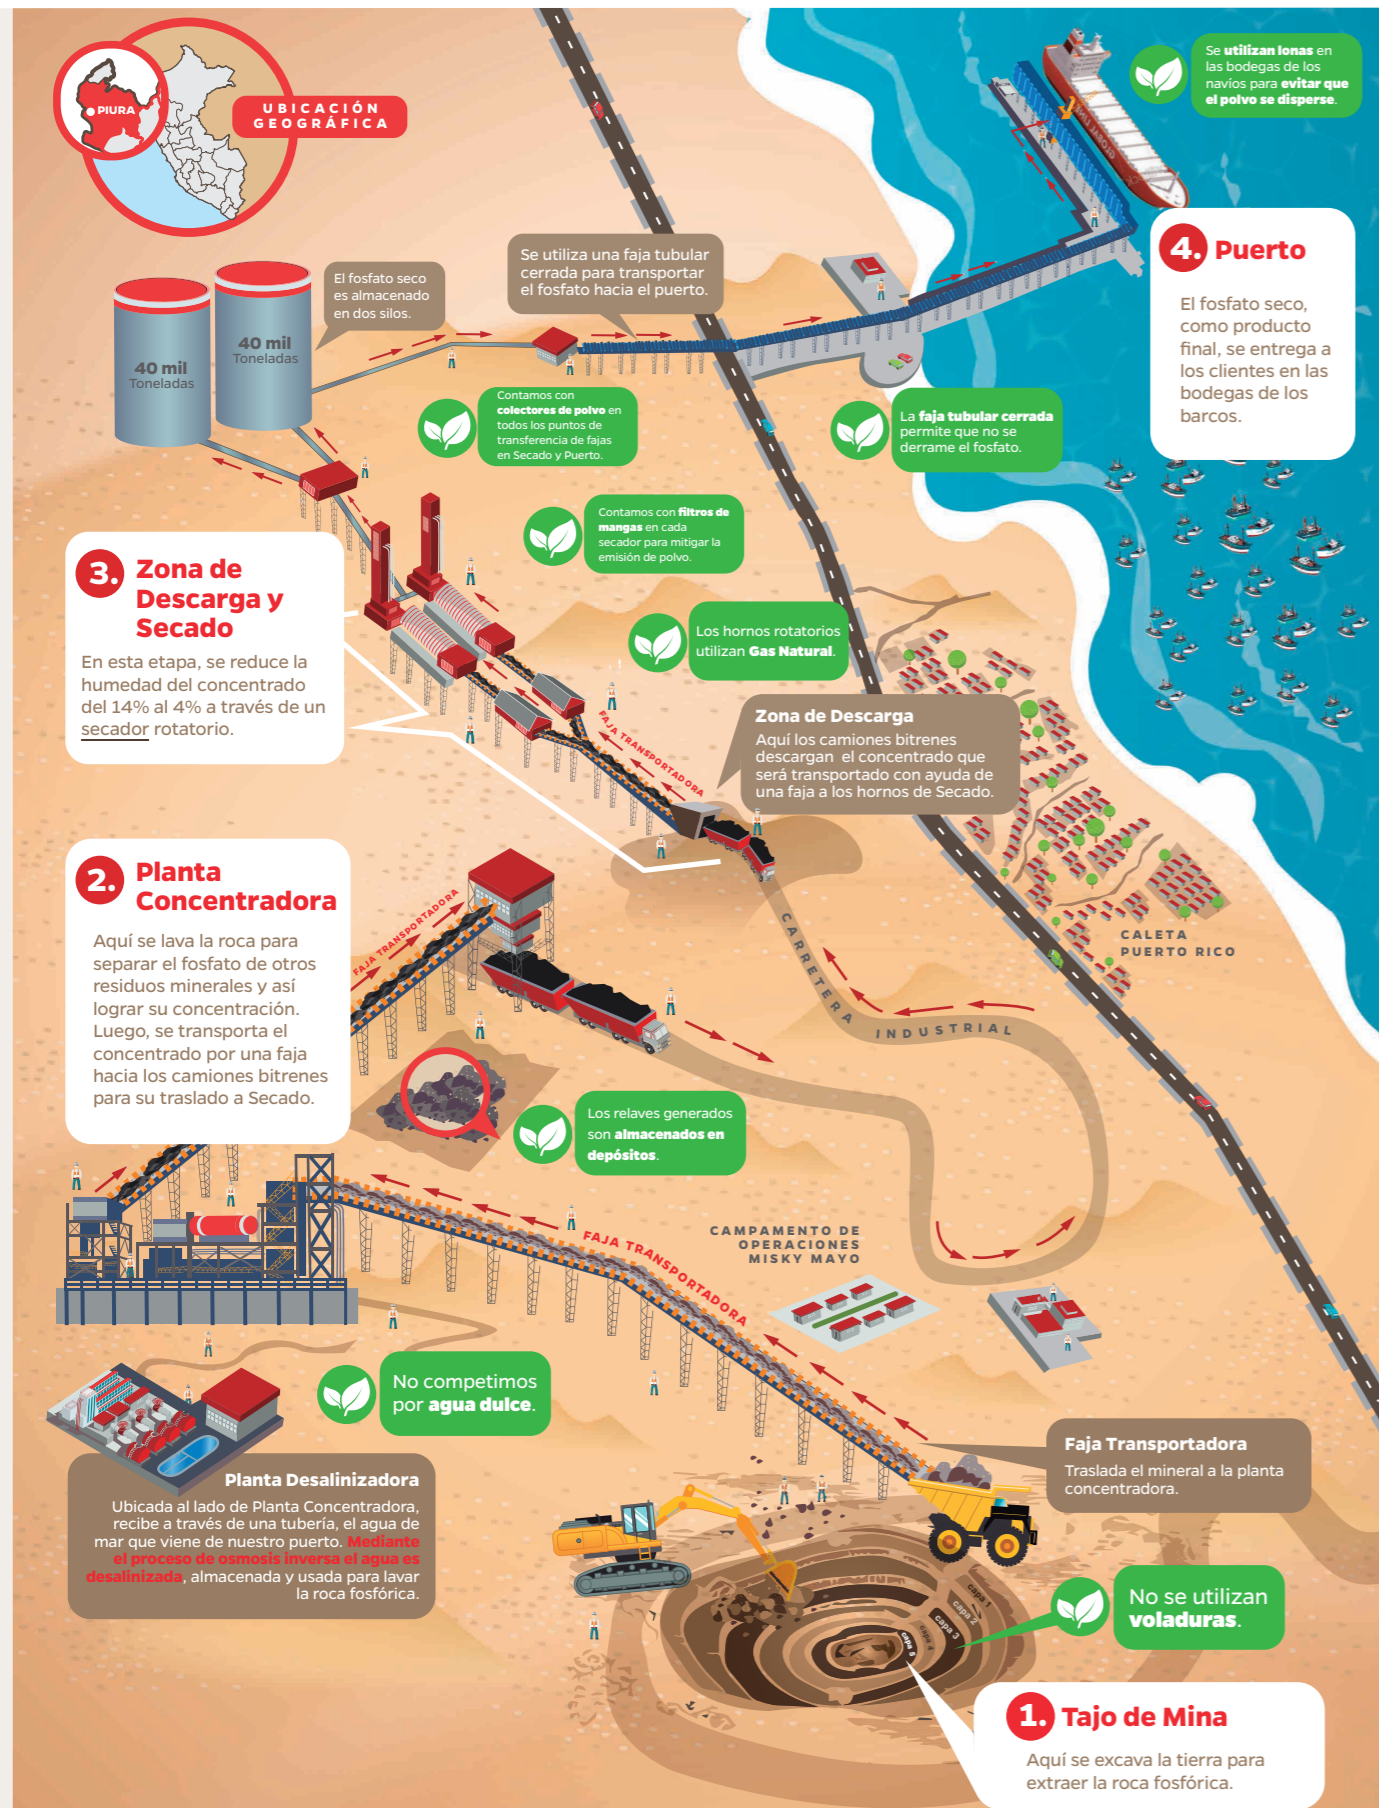 PIURA
UBICACIÓN
GEOGRÁFICA
Se utilizan lonas en
las bodegas de los
navíos para evitar que
el polvo se disperse.
4. Puerto
El fosfato seco,
como producto
final, se entrega a
los clientes en las
bodegas de los
barcos.
Se utiliza una faja tubular
cerrada para transportar
el fosfato hacia el puerto.
El fosfato seco
es almacenado
en dos silos.
40 mil
Toneladas
40 mil
Toneladas
Contamos con
colectores de polvo en
todos los puntos de
transferencia de fajas
en Secado y Puerto.
La faja tubular cerrada
permite que no se
derrame el fosfato.
Contamos con filtros de
mangas en cada
secador para mitigar la
emisión de polvo.
3. Zona de
Descarga y
Secado
En esta etapa, se reduce la
humedad del concentrado
del 14% al 4% a través de un
secador rotatorio.
Los hornos rotatorios
utilizan Gas Natural.
FAJA TRANSPORTADORA
Zona de Descarga
Aquí los camiones bitrenes
descargan el concentrado que
será transportado con ayuda de
una faja a los hornos de Secado.
2. Planta
Concentradora
Aquí se lava la roca para
separar el fosfato de otros
residuos minerales y así
lograr su concentración.
Luego, se transporta el
concentrado por una faja
hacia los camiones bitrenes
para su traslado a Secado.
FAJA TRANSPORTADORA
CARRETERA INDUSTRIAL
CALETA
PUERTO RICO
Los relaves generados
son almacenados en
depósitos.
FAJA TRANSPORTADORA
CAMPAMENTO DE
OPERACIONES
MISKY MAYO
No competimos
por agua dulce.
Planta Desalinizadora
Ubicada al lado de Planta Concentradora,
recibe a través de una tubería, el agua de
mar que viene de nuestro puerto. Mediante
el proceso de osmosis inversa el agua es
desalinizada, almacenada y usada para lavar
la roca fosfórica.
Faja Transportadora
Traslada el mineral a la planta
concentradora.
capa 1
capa 2
capa 3
capa 4
capa 5
No se utilizan
voladuras.
1. Tajo de Mina
Aquí se excava la tierra para
extraer la roca fosfórica.